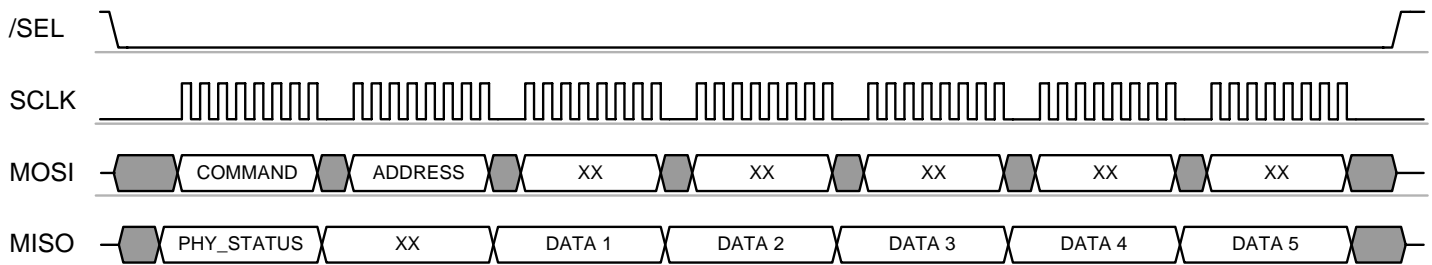 /SEL
SCLK
MOSI COMMAND ADDRESS XX XX XX XX XX
MISO PHY_STATUS XX DATA 1 DATA 2 DATA 3 DATA 4 DATA 5